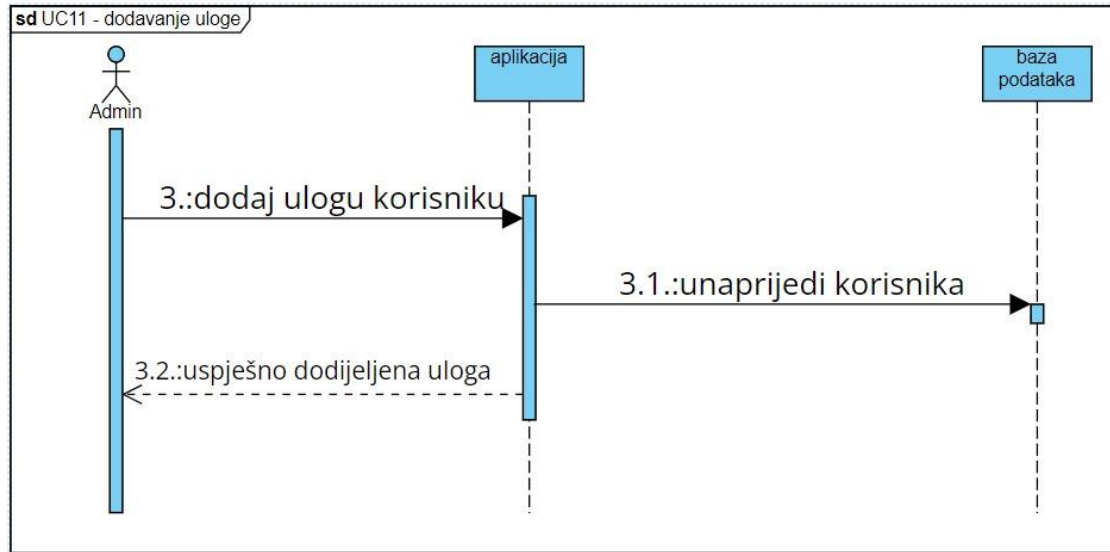 sd UC11 - dodavanje uloge
aplikacija
baza
podataka
Admin
3.:dodaj ulogu korisniku
3.1.:unaprijedi korisnika
3.2.:uspješno dodijeljena uloga